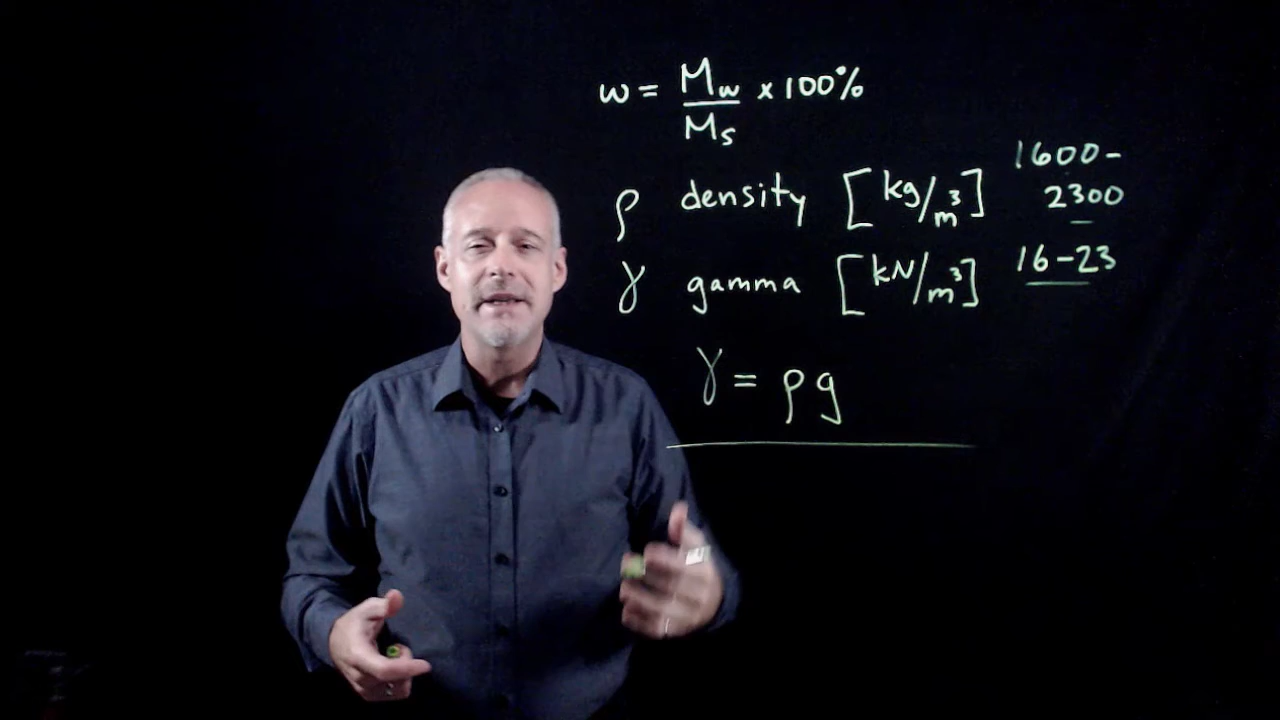 w = Mw/Ms x 100%
1600-
ρ density [kg/m³] 2300
γ gamma [kN/m³] 16-23
γ = ρg